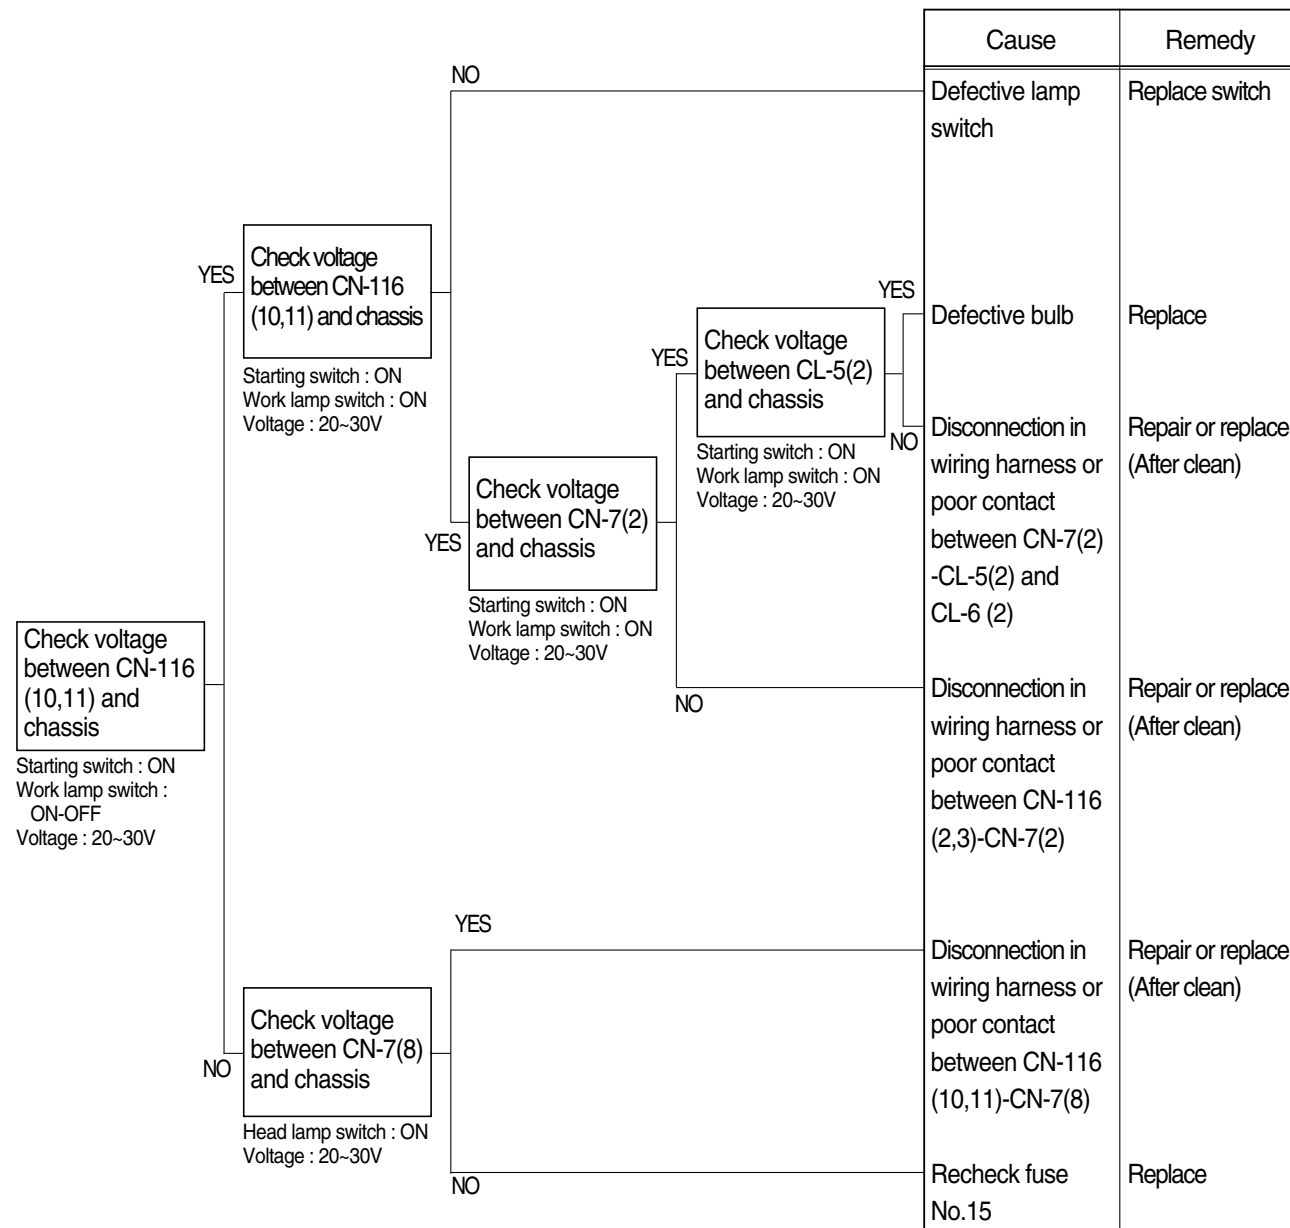 Cause
Remedy
NO
Defective lamp
switch
Replace switch
YES
Check voltage
between CN-116
(10,11) and chassis
Starting switch : ON
Work lamp switch : ON
Voltage : 20~30V
YES
Defective bulb
Replace
YES
Check voltage
between CL-5(2)
and chassis
NO
Starting switch : ON
Work lamp switch : ON
Voltage : 20~30V
Disconnection in
wiring harness or
poor contact
between CN-7(2)
-CL-5(2) and
CL-6 (2)
Repair or replace
(After clean)
YES
Check voltage
between CN-7(2)
and chassis
Starting switch : ON
Work lamp switch : ON
Voltage : 20~30V
NO
Disconnection in
wiring harness or
poor contact
between CN-116
(2,3)-CN-7(2)
Repair or replace
(After clean)
Check voltage
between CN-116
(10,11) and
chassis
Starting switch : ON
Work lamp switch :
ON-OFF
Voltage : 20~30V
YES
Disconnection in
wiring harness or
poor contact
between CN-116
(10,11)-CN-7(8)
Repair or replace
(After clean)
NO
Check voltage
between CN-7(8)
and chassis
Head lamp switch : ON
Voltage : 20~30V
NO
Recheck fuse
No.15
Replace